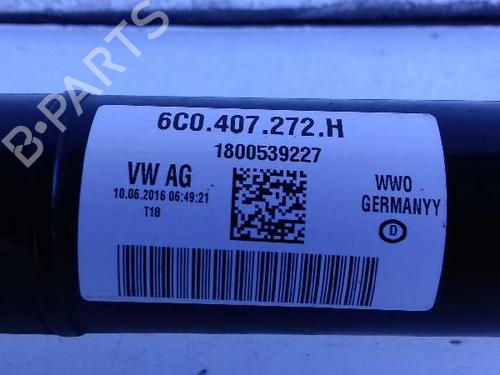 6C0.407.272.H
1800539227
VW AG
10.06.2016 06:49:21
T18
WWO
GERMANYY
D
B-PARTS